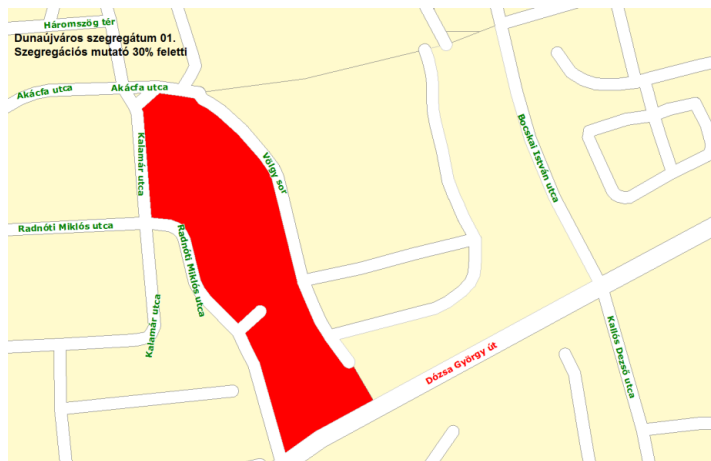 Háromszög tér
Dunaújváros szegregátum 01.
Szegregációs mutató 30% feletti
Akácfa utca
Akácfa utca
Kalamár utca
Völgy sor
Bocskai István utca
Radnóti Miklós utca
Radnóti Miklós utca
Kalamár utca
Dózsa György út
Kallós Dezső utca